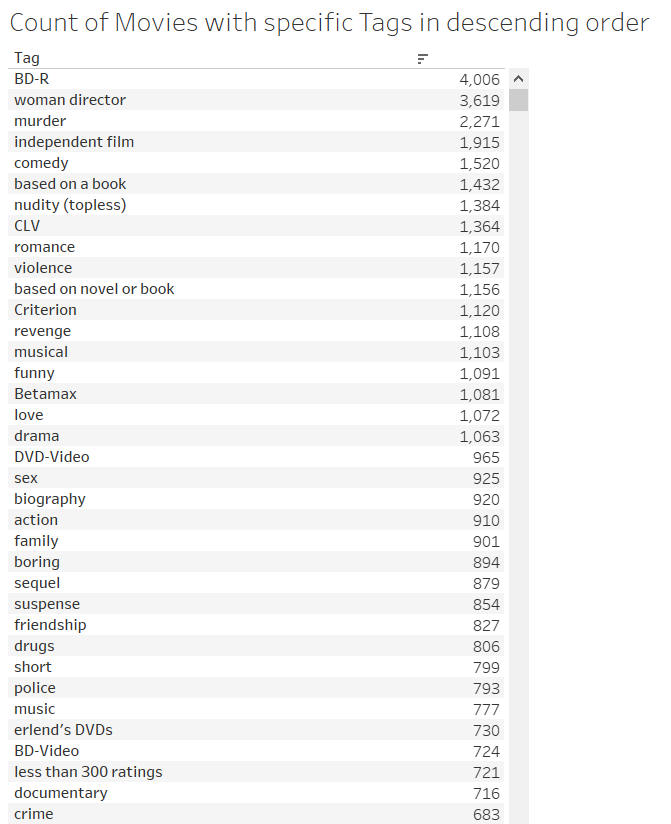 Count of Movies with specific Tags in descending order
Tag
BD-R 4,006
woman director 3,619
murder 2,271
independent film 1,915
comedy 1,520
based on a book 1,432
nudity (topless) 1,384
CLV 1,364
romance 1,170
violence 1,157
based on novel or book 1,156
Criterion 1,120
revenge 1,108
musical 1,103
funny 1,091
Betamax 1,081
love 1,072
drama 1,063
DVD-Video 965
sex 925
biography 920
action 910
family 901
boring 894
sequel 879
suspense 854
friendship 827
drugs 806
short 799
police 793
music 777
erlend's DVDs 730
BD-Video 724
less than 300 ratings 721
documentary 716
crime 683